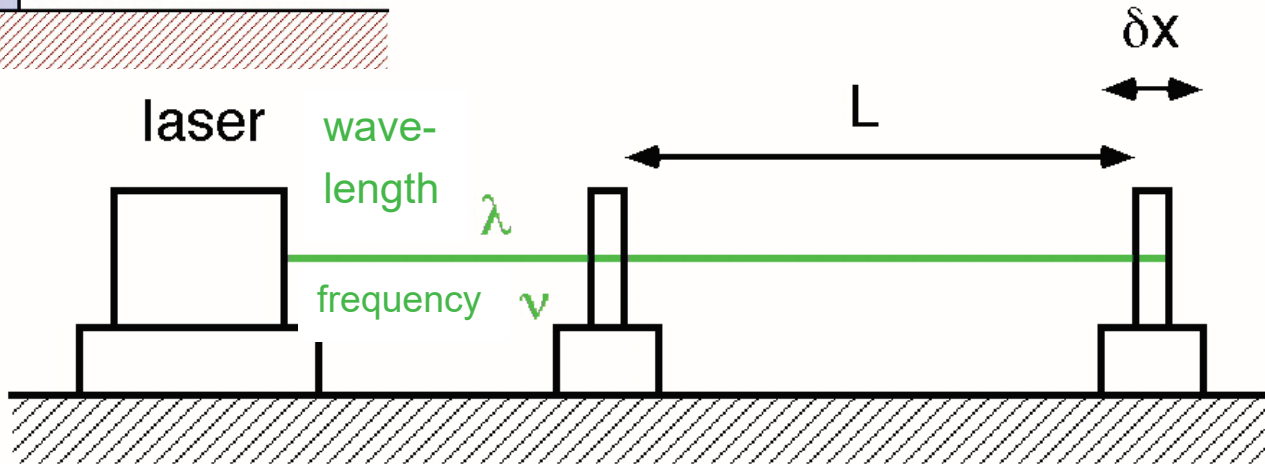 δx
L
laser
wave-
length
λ
frequency ν